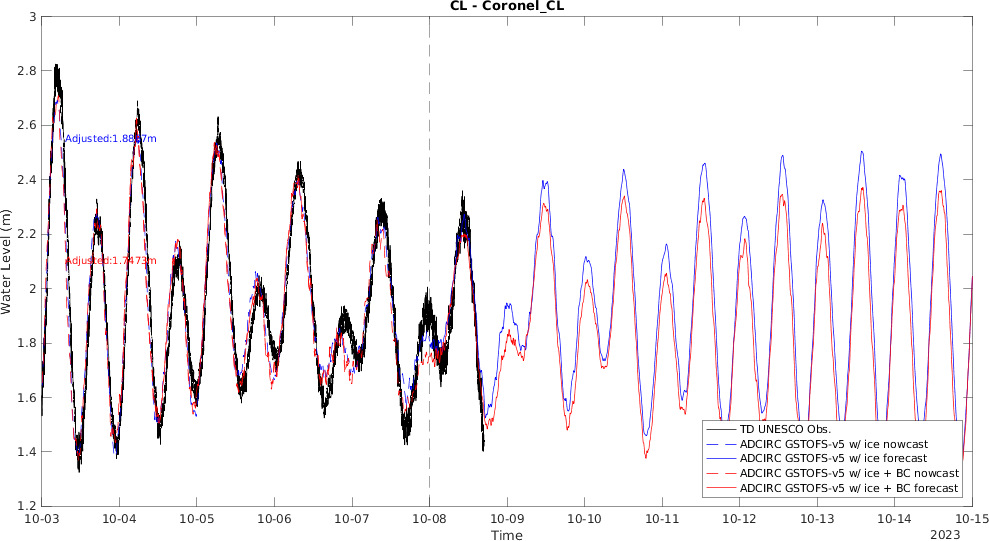 CL - Coronel_CL
3
2.8
2.6
2.4
2.2
2
1.8
1.6
1.4
1.2
Water Level (m)
Adjusted:1.8847m
Adjusted:1.7473m
TD UNESCO Obs.
ADCIRC GSTOFS-v5 w/ ice nowcast
ADCIRC GSTOFS-v5 w/ ice forecast
ADCIRC GSTOFS-v5 w/ ice + BC nowcast
ADCIRC GSTOFS-v5 w/ ice + BC forecast
10-03 10-04 10-05 10-06 10-07 10-08 10-09 10-10 10-11 10-12 10-13 10-14 10-15
Time
2023